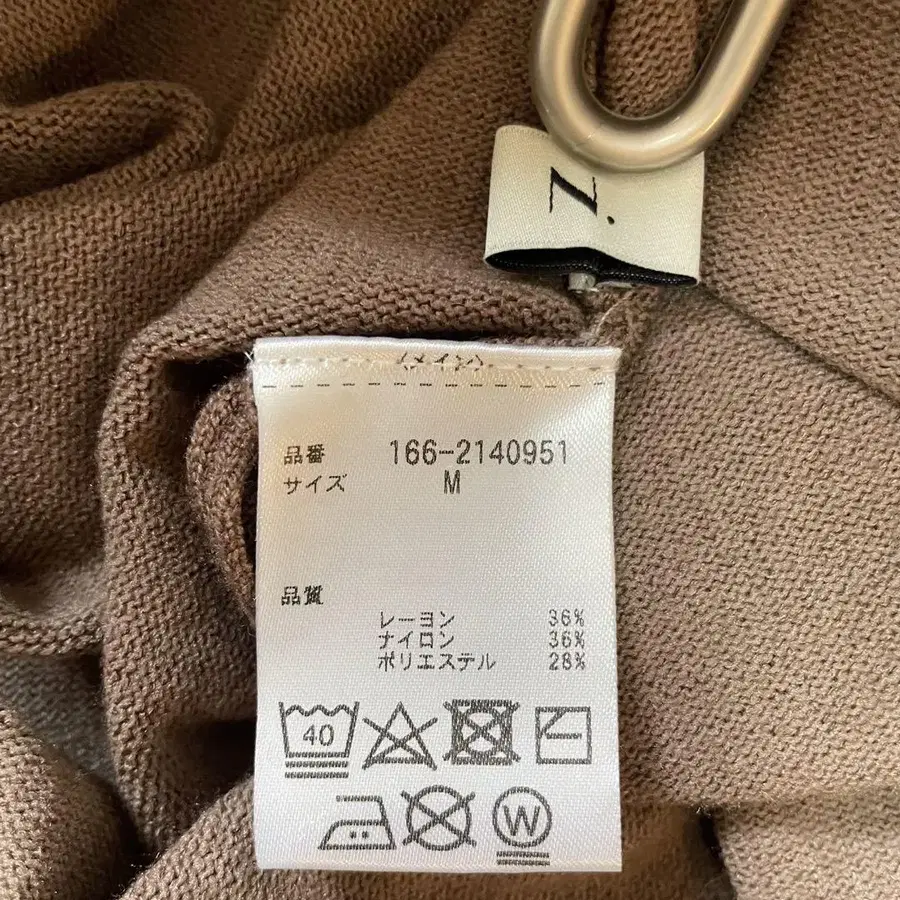 N.
〈メイン〉
品番 166-2140951
サイズ M
品質
レーヨン 36%
ナイロン 36%
ポリエステル 28%
40
W